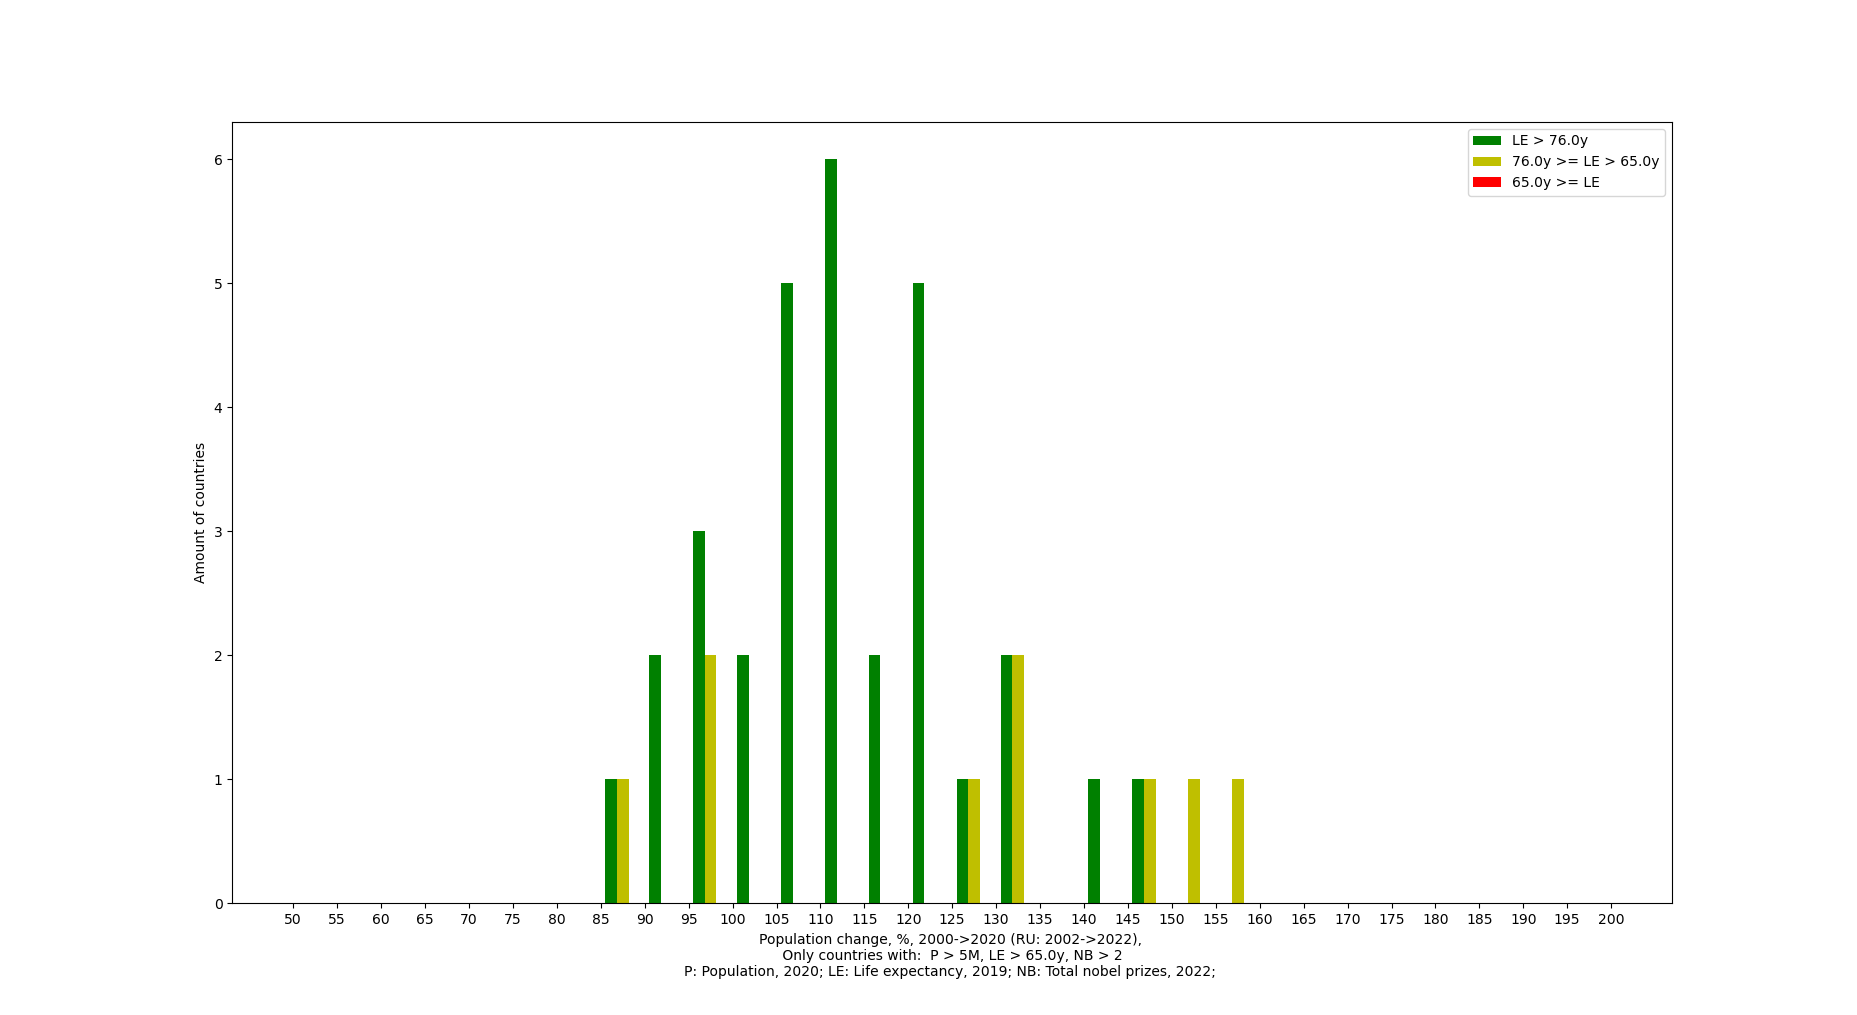 LE > 76.0y
76.0y >= LE > 65.0y
65.0y >= LE
6
5
4
3
2
1
0
Amount of countries
50 55 60 65 70 75 80 85 90 95 100 105 110 115 120 125 130 135 140 145 150 155 160 165 170 175 180 185 190 195 200
Population change, %, 2000->2020 (RU: 2002->2022),
Only countries with:  P > 5M, LE > 65.0y, NB > 2
P: Population, 2020; LE: Life expectancy, 2019; NB: Total nobel prizes, 2022;